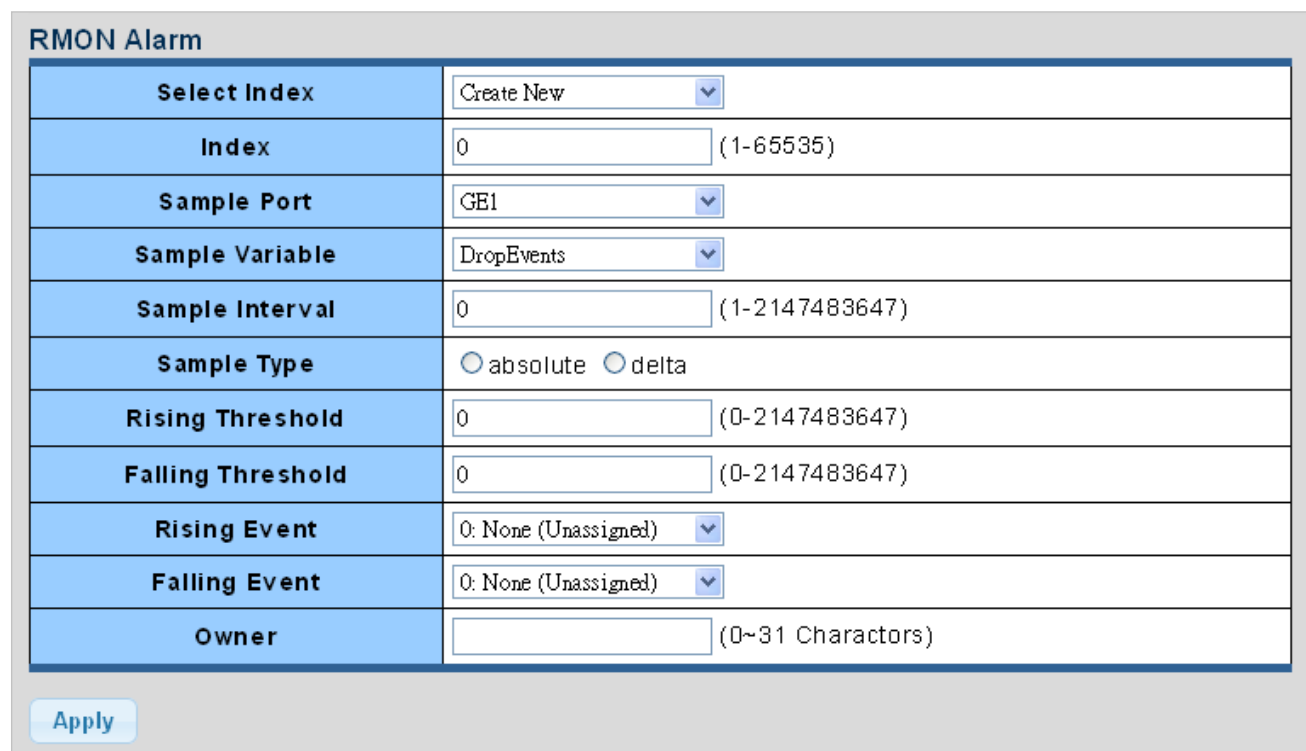 RMON Alarm
Select Index Create New
Index 0 (1-65535)
Sample Port GE1
Sample Variable DropEvents
Sample Interval 0 (1-2147483647)
Sample Type absolute delta
Rising Threshold 0 (0-2147483647)
Falling Threshold 0 (0-2147483647)
Rising Event 0: None (Unassigned)
Falling Event 0: None (Unassigned)
Owner (0~31 Charactors)
Apply